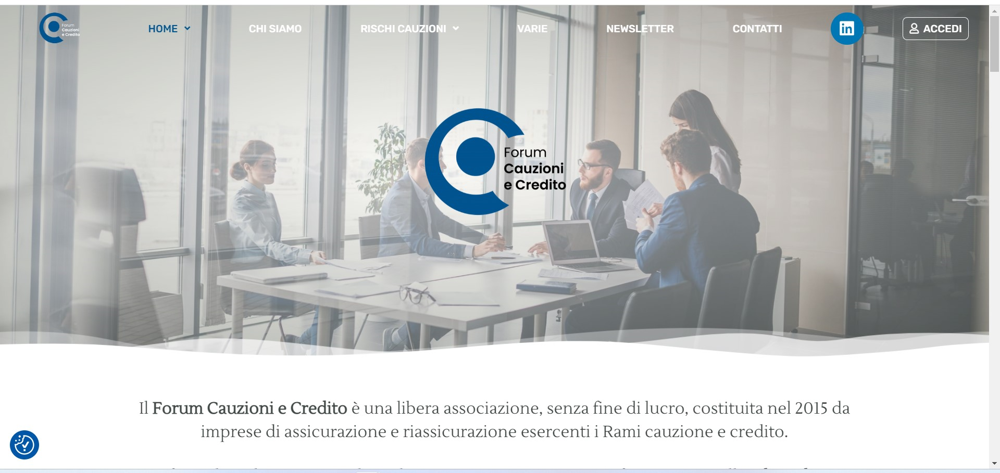 Forum
Cauzioni
e Credito
HOME
CHI SIAMO
RISCHI CAUZIONI
VARIE
NEWSLETTER
CONTATTI
in
ACCEDI
Forum
Cauzioni
e Credito
Il Forum Cauzioni e Credito è una libera associazione, senza fine di lucro, costituita nel 2015 da
imprese di assicurazione e riassicurazione esercenti i Rami cauzione e credito.